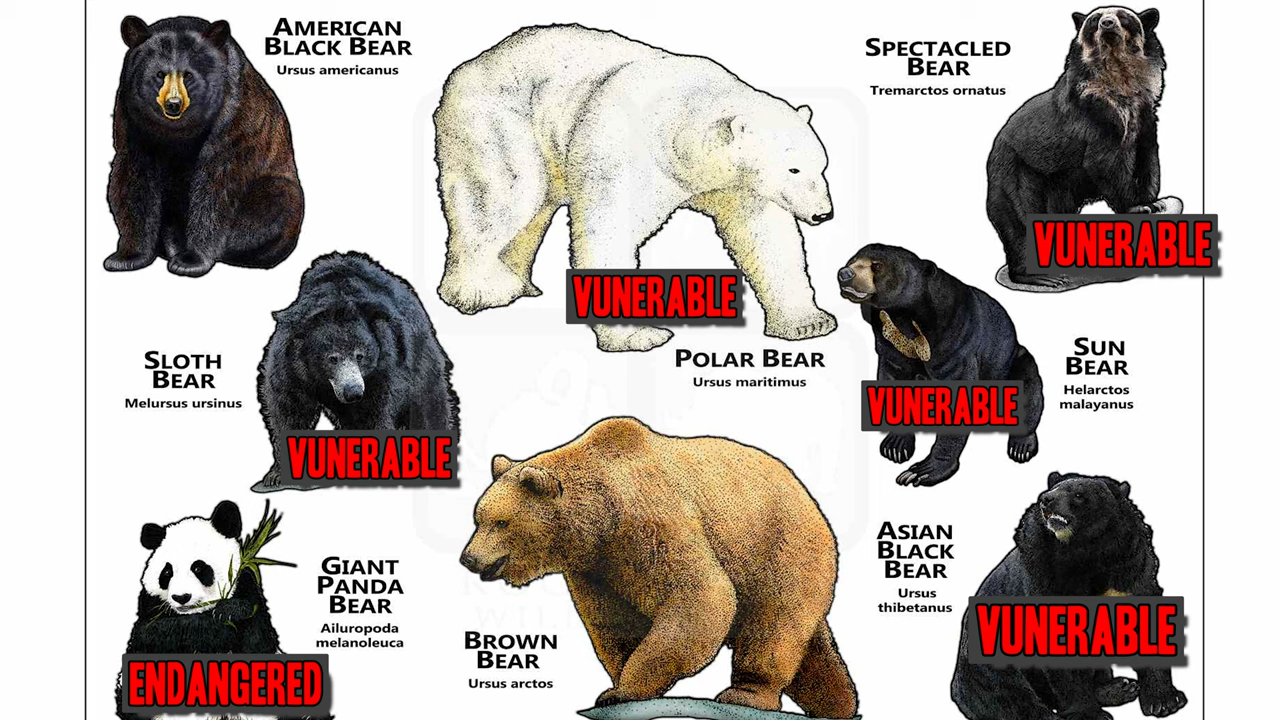 AMERICAN
BLACK BEAR
Ursus americanus
SPECTACLED
BEAR
Tremarctos ornatus
VUNERABLE
VUNERABLE
POLAR BEAR
Ursus maritimus
SLOTH
BEAR
Melursus ursinus
VUNERABLE
SUN
BEAR
Helarctos
malayanus
VUNERABLE
GIANT
PANDA
BEAR
Ailuropoda
melanoleuca
ENDANGERED
BROWN
BEAR
Ursus arctos
ASIAN
BLACK
BEAR
Ursus
thibetanus
VUNERABLE